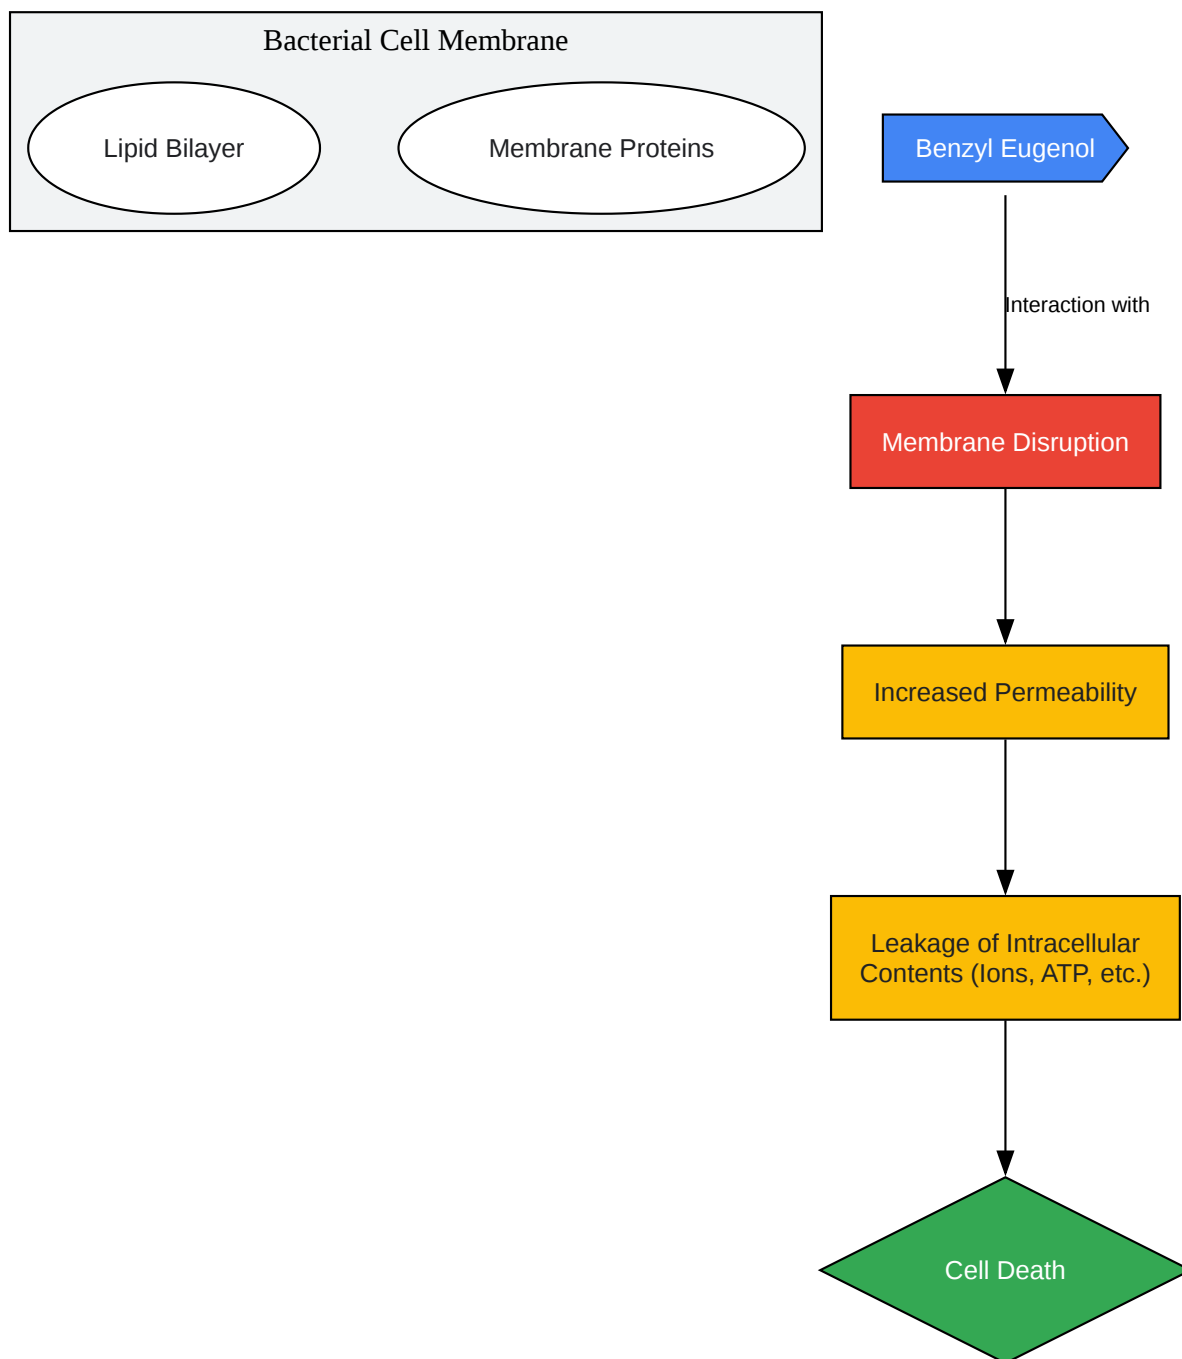 Bacterial Cell Membrane
Lipid Bilayer
Membrane Proteins
Benzyl Eugenol
Interaction with
Membrane Disruption
Increased Permeability
Leakage of Intracellular
Contents (Ions, ATP, etc.)
Cell Death